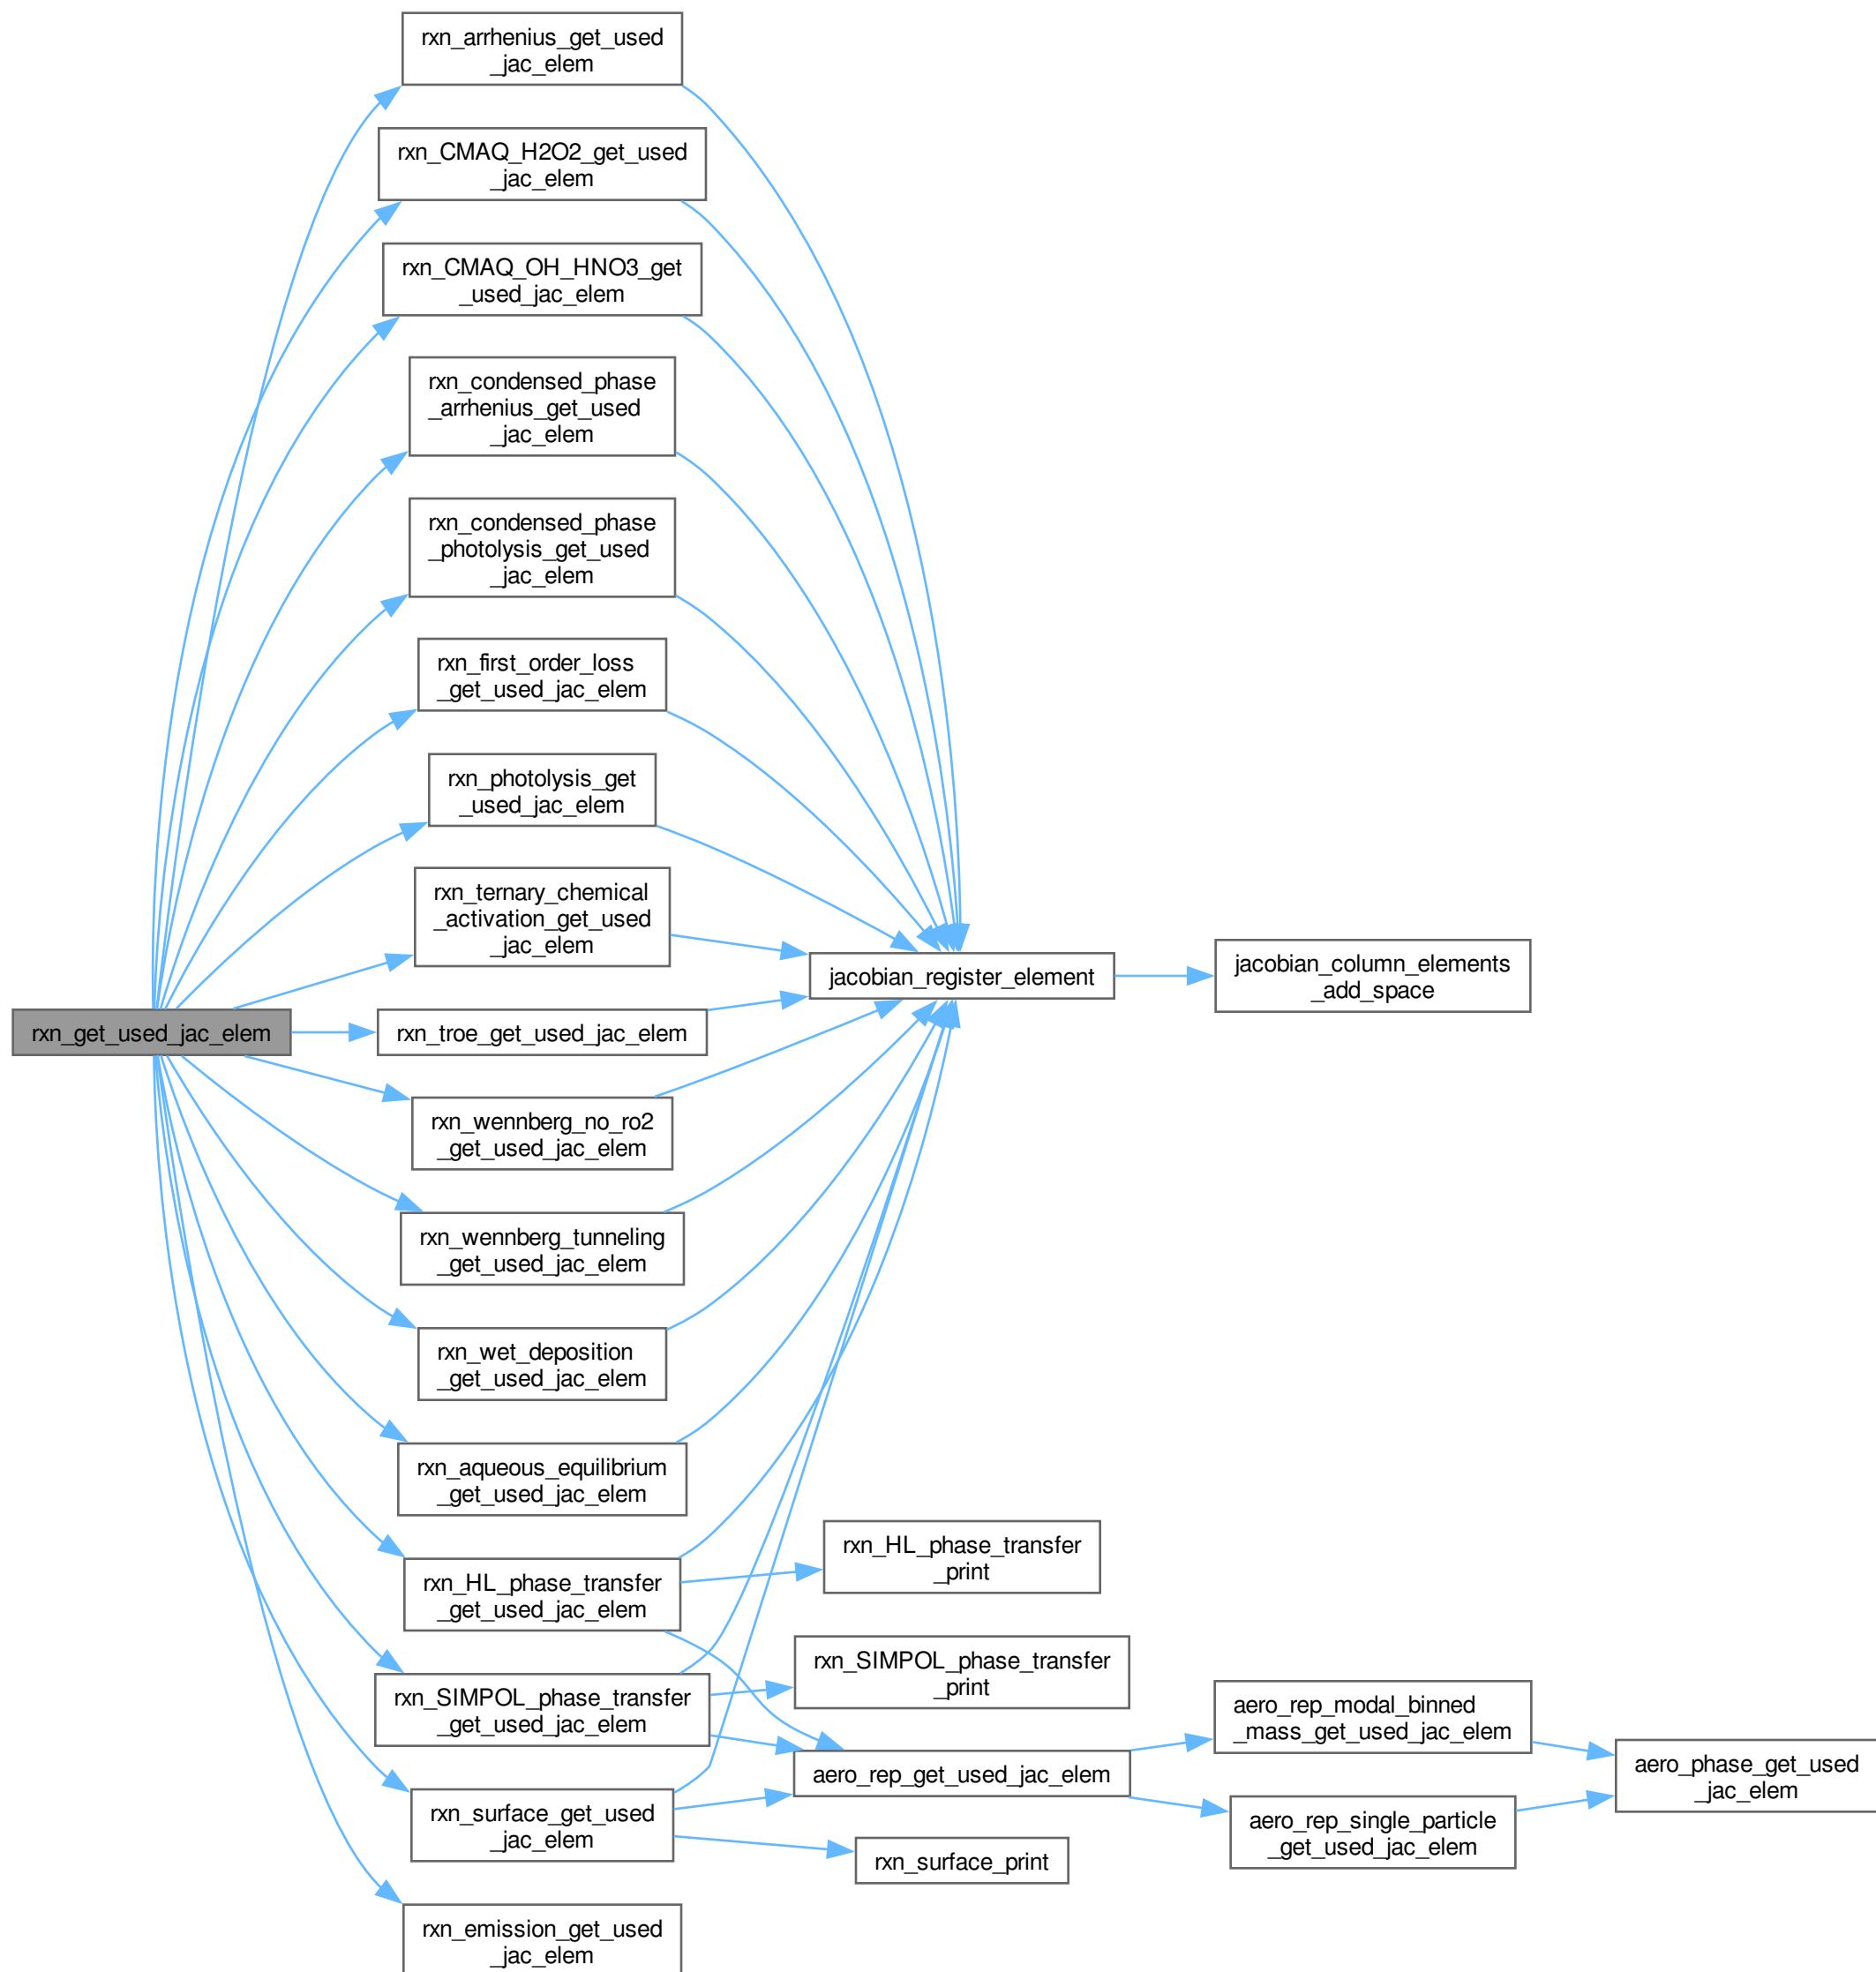 rxn_get_used_jac_elem
rxn_arrhenius_get_used
_jac_elem
rxn_CMAQ_H2O2_get_used
_jac_elem
rxn_CMAQ_OH_HNO3_get
_used_jac_elem
rxn_condensed_phase
_arrhenius_get_used
_jac_elem
rxn_condensed_phase
_photolysis_get_used
_jac_elem
rxn_first_order_loss
_get_used_jac_elem
rxn_photolysis_get
_used_jac_elem
rxn_ternary_chemical
_activation_get_used
_jac_elem
rxn_troe_get_used_jac_elem
rxn_wennberg_no_ro2
_get_used_jac_elem
rxn_wennberg_tunneling
_get_used_jac_elem
rxn_wet_deposition
_get_used_jac_elem
rxn_aqueous_equilibrium
_get_used_jac_elem
rxn_HL_phase_transfer
_get_used_jac_elem
rxn_SIMPOL_phase_transfer
_get_used_jac_elem
rxn_surface_get_used
_jac_elem
rxn_emission_get_used
_jac_elem
jacobian_register_element
rxn_HL_phase_transfer
_print
rxn_SIMPOL_phase_transfer
_print
aero_rep_get_used_jac_elem
rxn_surface_print
jacobian_column_elements
_add_space
aero_rep_modal_binned
_mass_get_used_jac_elem
aero_rep_single_particle
_get_used_jac_elem
aero_phase_get_used
_jac_elem